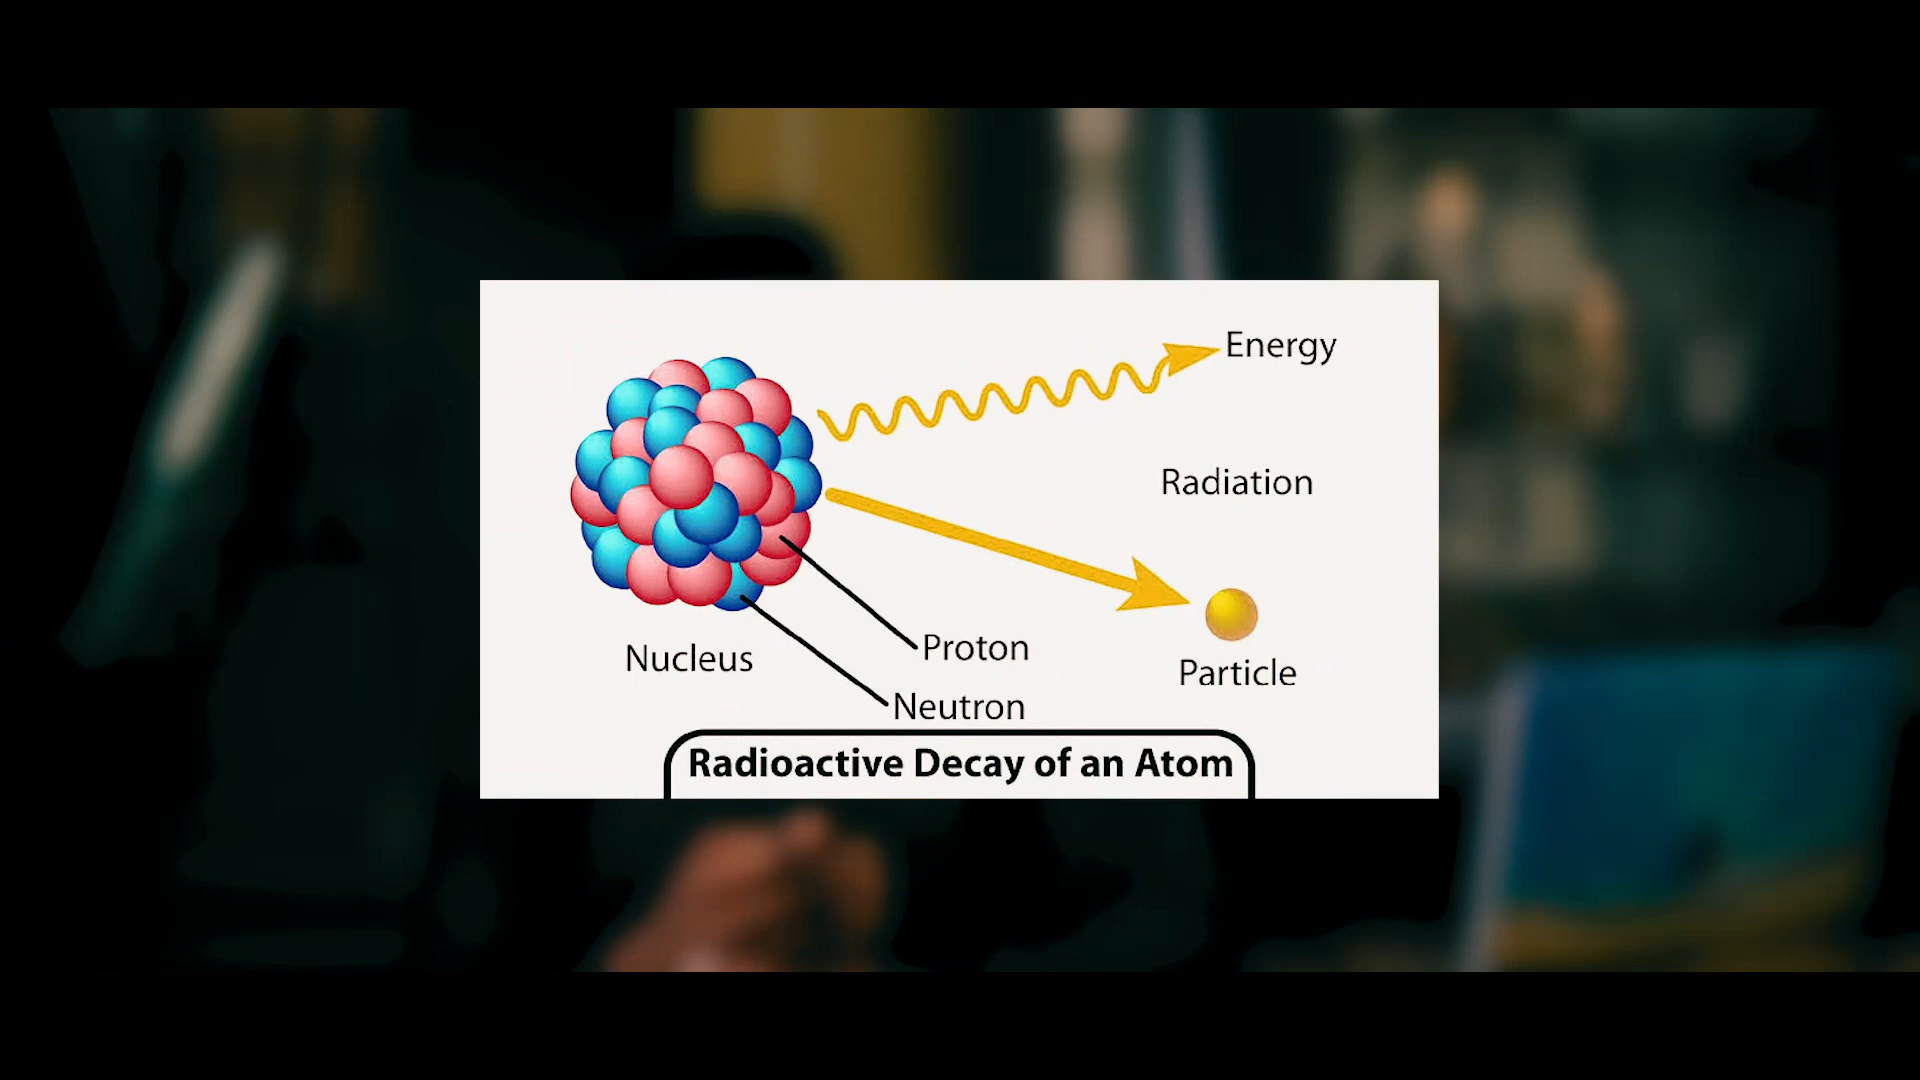 Energy
Radiation
Proton
Nucleus
Particle
Neutron
Radioactive Decay of an Atom